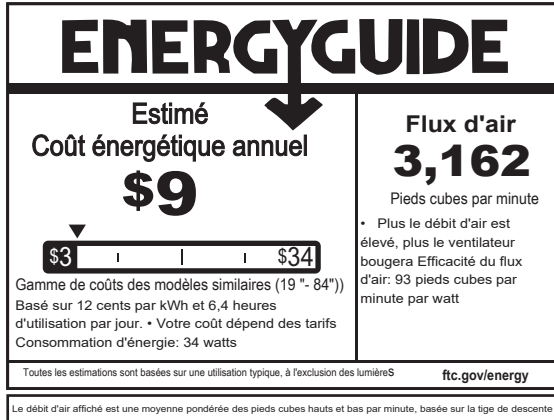 ENERGYGUIDE
Estimé
Coût énergétique annuel
$9
$3
$34
Gamme de coûts des modèles similaires (19 "- 84"))
Basé sur 12 cents par kWh et 6,4 heures
d'utilisation par jour. • Votre coût dépend des tarifs
Consommation d'énergie: 34 watts
Flux d'air
3,162
Pieds cubes par minute
• Plus le débit d'air est
élevé, plus le ventilateur
bougera Efficacité du flux
d'air: 93 pieds cubes par
minute par watt
Toutes les estimations sont basées sur une utilisation typique, à l'exclusion des lumièreS
ftc.gov/energy
Le débit d'air affiché est une moyenne pondérée des pieds cubes hauts et bas par minute, basée sur la tige de descente